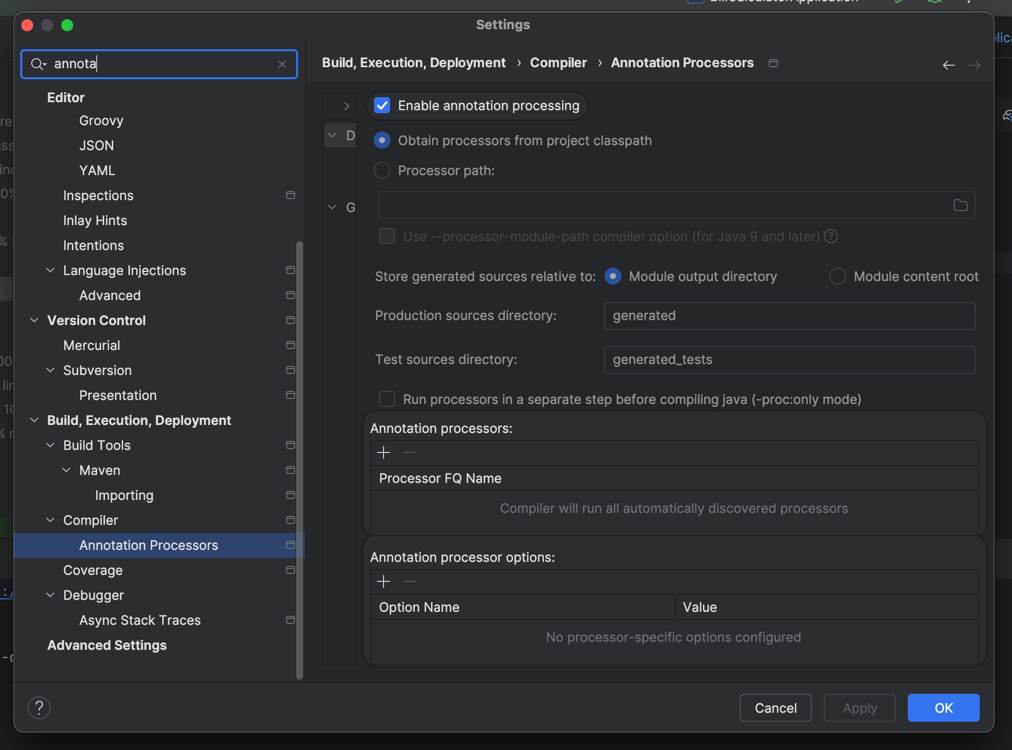 Settings
annota
Build, Execution, Deployment › Compiler › Annotation Processors
Editor
Groovy
JSON
YAML
Inspections
Inlay Hints
Intentions
Language Injections
Advanced
Version Control
Mercurial
Subversion
Presentation
Build, Execution, Deployment
Build Tools
Maven
Importing
Compiler
Annotation Processors
Coverage
Debugger
Async Stack Traces
Advanced Settings
D
G
Enable annotation processing
Obtain processors from project classpath
Processor path:
Use --processor-module-path compiler option (for Java 9 and later) ?
Store generated sources relative to: Module output directory Module content root
Production sources directory: generated
Test sources directory: generated_tests
Run processors in a separate step before compiling java (-proc:only mode)
Annotation processors:
Processor FQ Name
Compiler will run all automatically discovered processors
Annotation processor options:
Option Name Value
No processor-specific options configured
? Cancel Apply OK